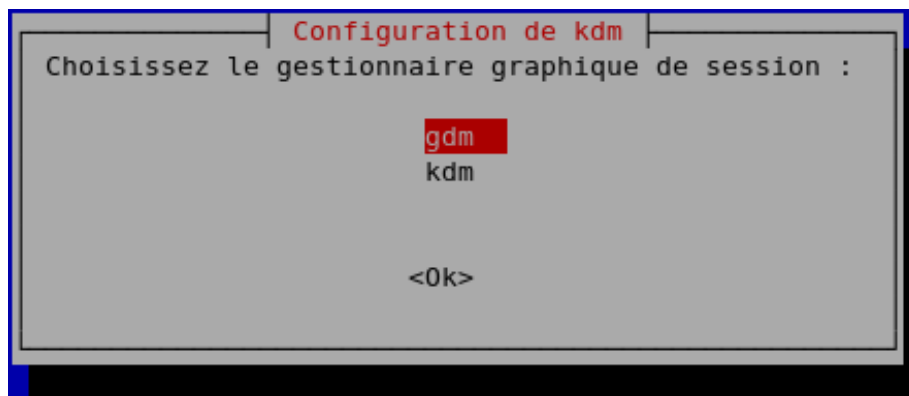 Configuration de kdm
Choisissez le gestionnaire graphique de session :
gdm
kdm
<Ok>